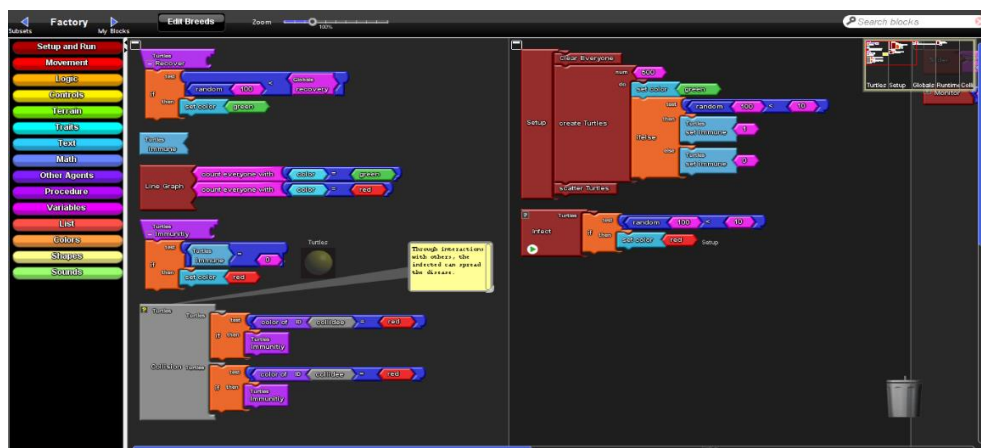 Factory
Subsets
My Blocks
Edit Breeds
Zoom
100%
Search blocks
Setup and Run
Movement
Logic
Controls
Terrain
Traits
Text
Math
Other Agents
Procedure
Variables
List
Colors
Shapes
Sounds
Turtles
Recover
if
test
random
100
<
recovery
then
set color
green
Turtles
Immune
Line Graph
count everyone with
color
=
green
count everyone with
color
=
red
Turtles
Immunity
if
test
Turtles
Immune
=
0
then
set color
red
Turtles
Through interactions
with others, the
infected can spread
the disease.
Collision
Turtles
Turtles
if
test
color of
ID
collidee
=
red
then
Turtles
Immunity
Turtles
if
test
color of
ID
collidee
=
red
then
Turtles
Immunity
Setup
Clear Everyone
create Turtles
num
do
set color
green
ifelse
test
random
100
<
10
then
Turtles
set Immune
1
else
Turtles
set Immune
0
scatter Turtles
Infect
Turtles
if
test
random
100
<
10
then
set color
red
Setup
Turtles
Setup
Globals
Runtime
Monitor